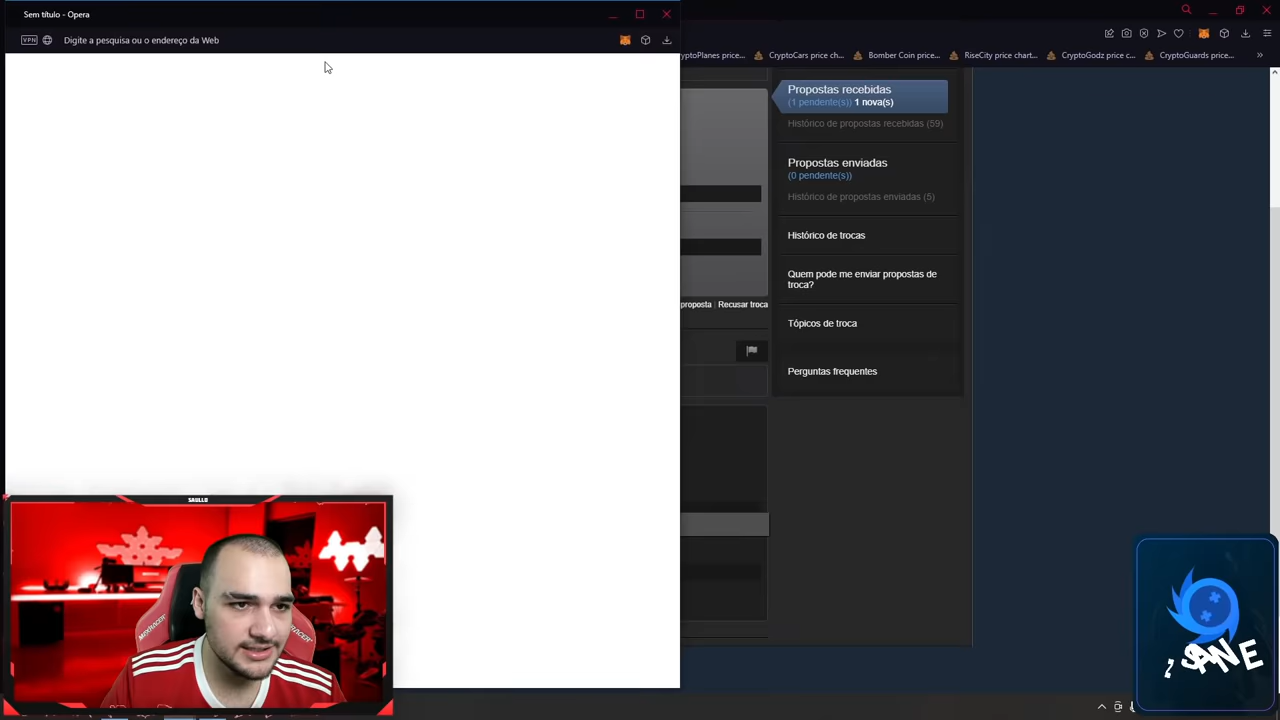 Sem título - Opera
VPN
Digite a pesquisa ou o endereço da Web
CryptoCars price ch...
Bomber Coin price...
RiseCity price chart...
CryptoGodz price c...
CryptoGuards price...
Propostas recebidas
(1 pendente(s)) 1 nova(s)
Histórico de propostas recebidas (59)
Propostas enviadas
(0 pendente(s))
Histórico de propostas enviadas (5)
Histórico de trocas
Quem pode me enviar propostas de
troca?
proposta | Recusar troca
Tópicos de troca
Perguntas frequentes
SAULLO
MAXRACER